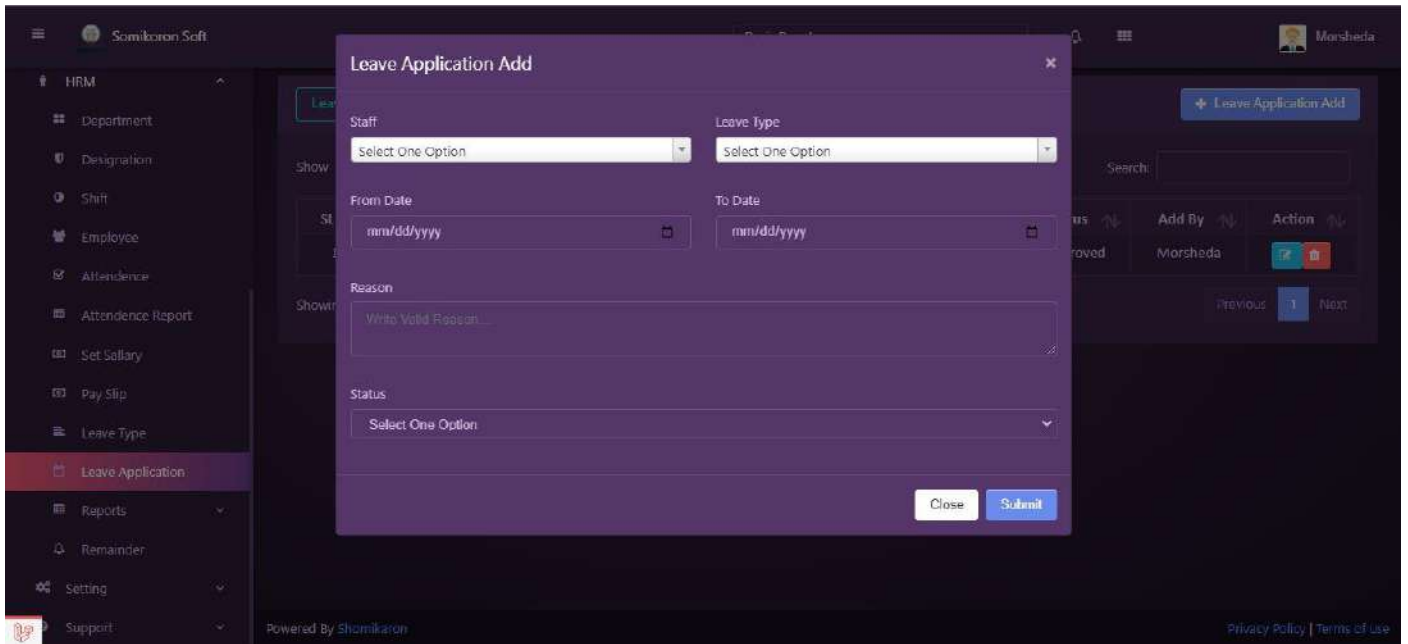 Somikoron Soft
Morsheda
HRM
Department
Designation
Shift
Employee
Attendence
Attendence Report
Set Sallary
Pay Slip
Leave Type
Leave Application
Reports
Remainder
Setting
Support
Leave Application Add
×
Staff
Leave Type
Select One Option
Select One Option
From Date
To Date
mm/dd/yyyy
mm/dd/yyyy
Reason
Write Valid Reason....
Status
Select One Option
Close
Submit
+ Leave Application Add
Show
Search:
Add By
Action
Morsheda
Previous
1
Next
Powered By Shomikaron
Privacy Policy | Terms of use